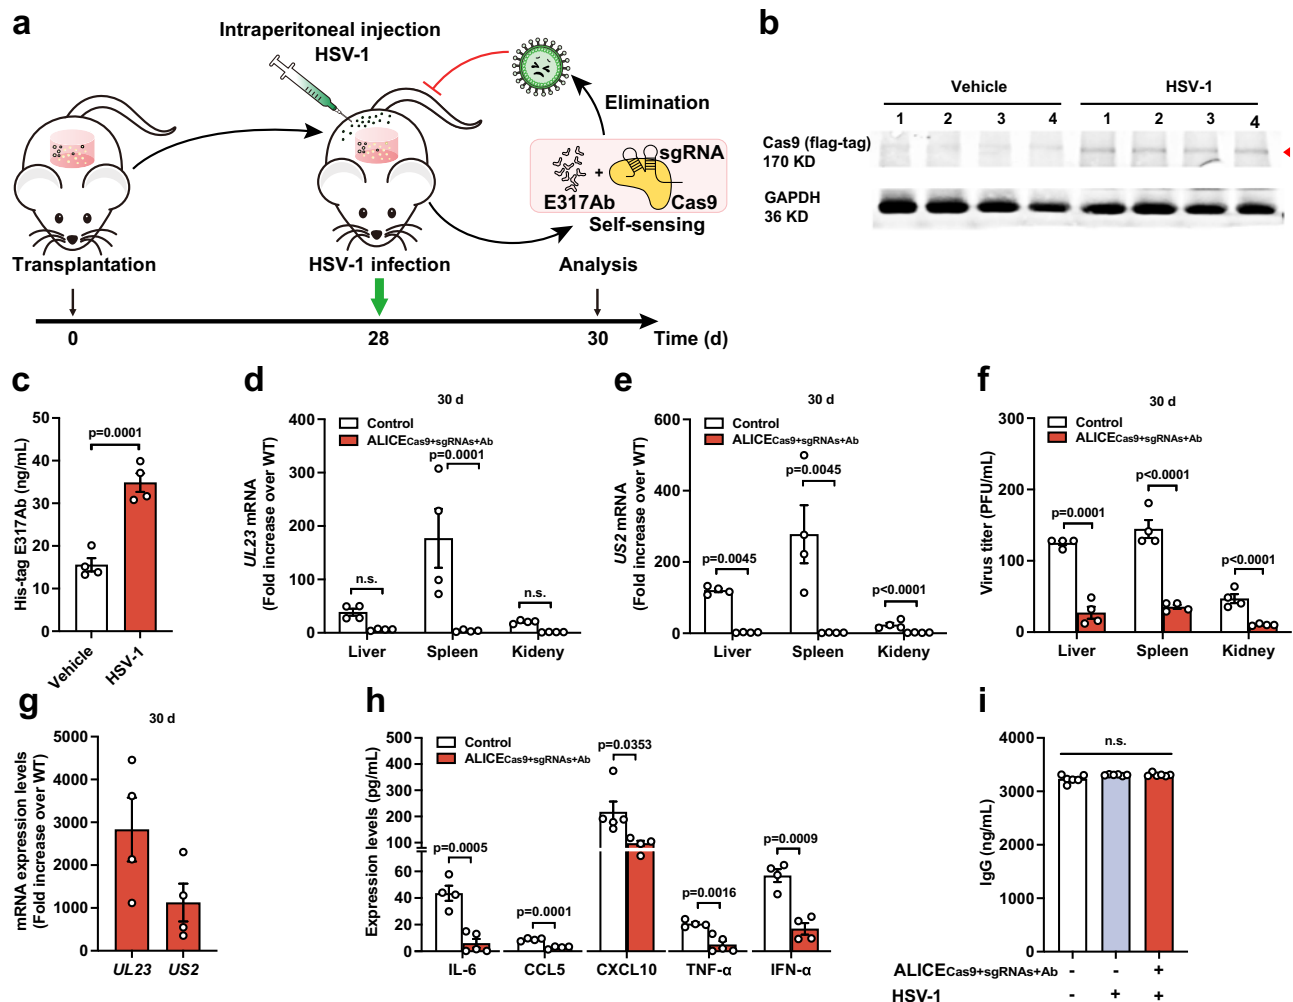 a
Intraperitoneal injection
HSV-1
Elimination
sgRNA
+
E317Ab
Cas9
Self-sensing
Transplantation
HSV-1 infection
Analysis
0
28
30
Time (d)
b
Vehicle
HSV-1
1 2 3 4 1 2 3 4
Cas9 (flag-tag)
170 KD
GAPDH
36 KD
c
His-tag E317Ab (ng/mL)
50
40
30
20
10
0
p=0.0001
Vehicle
HSV-1
d
30 d
UL23 mRNA
(Fold increase over WT)
400
300
200
100
0
Control
ALICECas9+sgRNAs+Ab
p=0.0001
n.s.
n.s.
Liver
Spleen
Kideny
e
30 d
US2 mRNA
(Fold increase over WT)
600
400
200
0
Control
ALICECas9+sgRNAs+Ab
p=0.0045
p=0.0045
p<0.0001
Liver
Spleen
Kideny
f
30 d
Virus titer (PFU/mL)
300
200
100
0
Control
ALICECas9+sgRNAs+Ab
p<0.0001
p=0.0001
p<0.0001
Liver
Spleen
Kidney
g
30 d
mRNA expression levels
(Fold increase over WT)
5000
4000
3000
2000
1000
0
UL23
US2
h
Expression levels (pg/mL)
500
400
300
200
100
60
40
20
0
Control
ALICECas9+sgRNAs+Ab
p=0.0005
p=0.0001
p=0.0353
p=0.0016
p=0.0009
IL-6
CCL5
CXCL10
TNF-α
IFN-α
i
IgG (ng/mL)
4000
3000
2000
1000
0
n.s.
ALICECas9+sgRNAs+Ab - - +
HSV-1 - + +